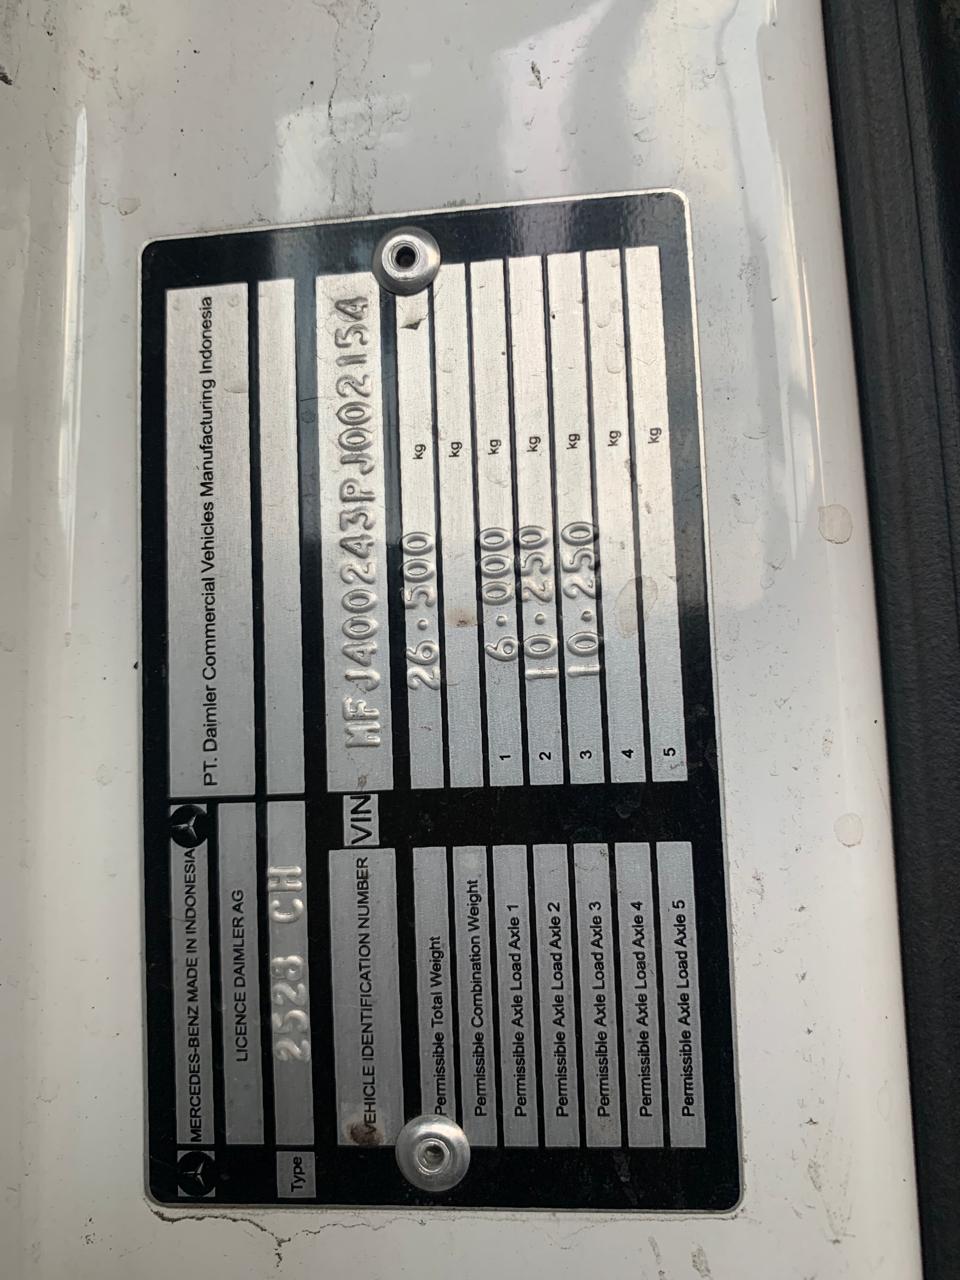 MERCEDES-BENZ MADE IN INDONESIA
PT. Daimler Commercial Vehicles Manufacturing Indonesia
LICENCE DAIMLER AG
Type 2528 CH
VEHICLE IDENTIFICATION NUMBER VIN MFJ400243PJ002154
Permissible Total Weight 26.500 kg
Permissible Combination Weight kg
Permissible Axle Load Axle 1 1 6.000 kg
Permissible Axle Load Axle 2 2 10.250 kg
Permissible Axle Load Axle 3 3 10.250 kg
Permissible Axle Load Axle 4 4 kg
Permissible Axle Load Axle 5 5 kg